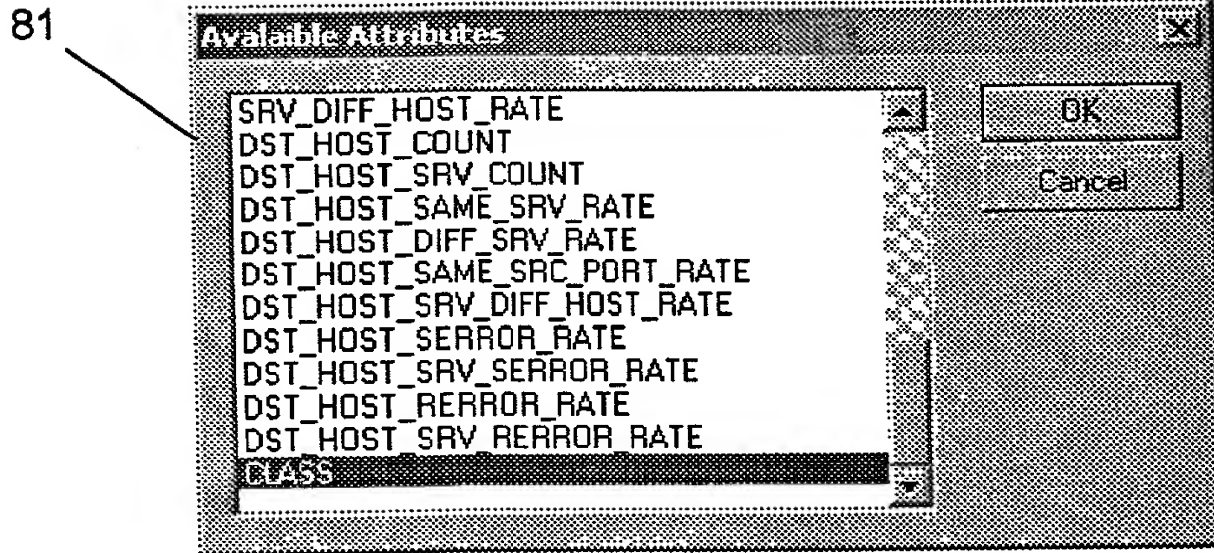 81
Avalaible Attributes
SRV_DIFF_HOST_RATE
DST_HOST_COUNT
DST_HOST_SRV_COUNT
DST_HOST_SAME_SRV_RATE
DST_HOST_DIFF_SRV_RATE
DST_HOST_SAME_SRC_PORT_RATE
DST_HOST_SRV_DIFF_HOST_RATE
DST_HOST_SERROR_RATE
DST_HOST_SRV_SERROR_RATE
DST_HOST_RERROR_RATE
DST_HOST_SRV_RERROR_RATE
CLASS
OK
Cancel